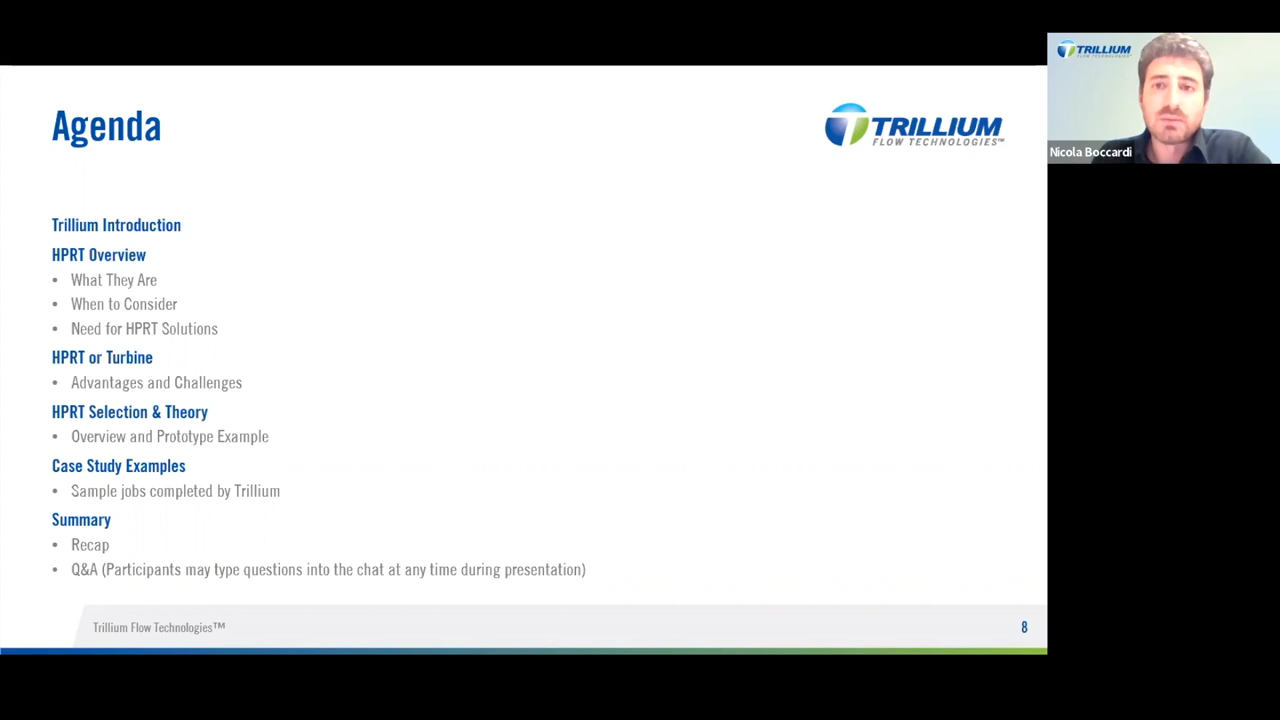 Agenda
TRILLIUM
FLOW TECHNOLOGIES™
Trillium Introduction
HPRT Overview
• What They Are
• When to Consider
• Need for HPRT Solutions
HPRT or Turbine
• Advantages and Challenges
HPRT Selection & Theory
• Overview and Prototype Example
Case Study Examples
• Sample jobs completed by Trillium
Summary
• Recap
• Q&A (Participants may type questions into the chat at any time during presentation)
Trillium Flow Technologies™
8
TRILLIUM
FLOW TECHNOLOGIES™
Nicola Boccardi